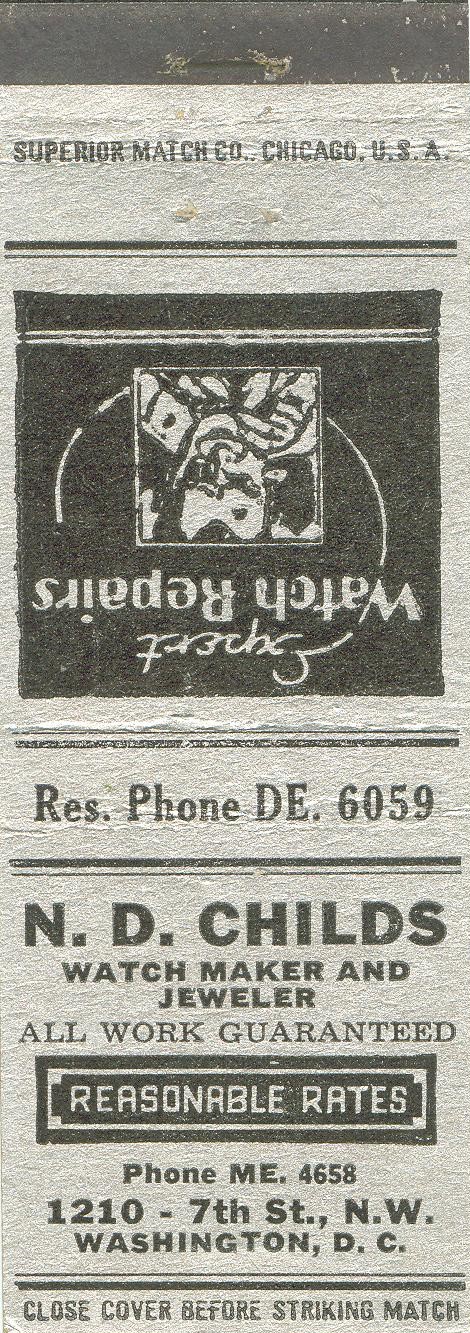 SUPERIOR MATCH CO., CHICAGO, U.S.A.
Expert
Watch Repairs
Res. Phone DE. 6059
N. D. CHILDS
WATCH MAKER AND
JEWELER
ALL WORK GUARANTEED
REASONABLE RATES
Phone ME. 4658
1210 - 7th St., N.W.
WASHINGTON, D. C.
CLOSE COVER BEFORE STRIKING MATCH